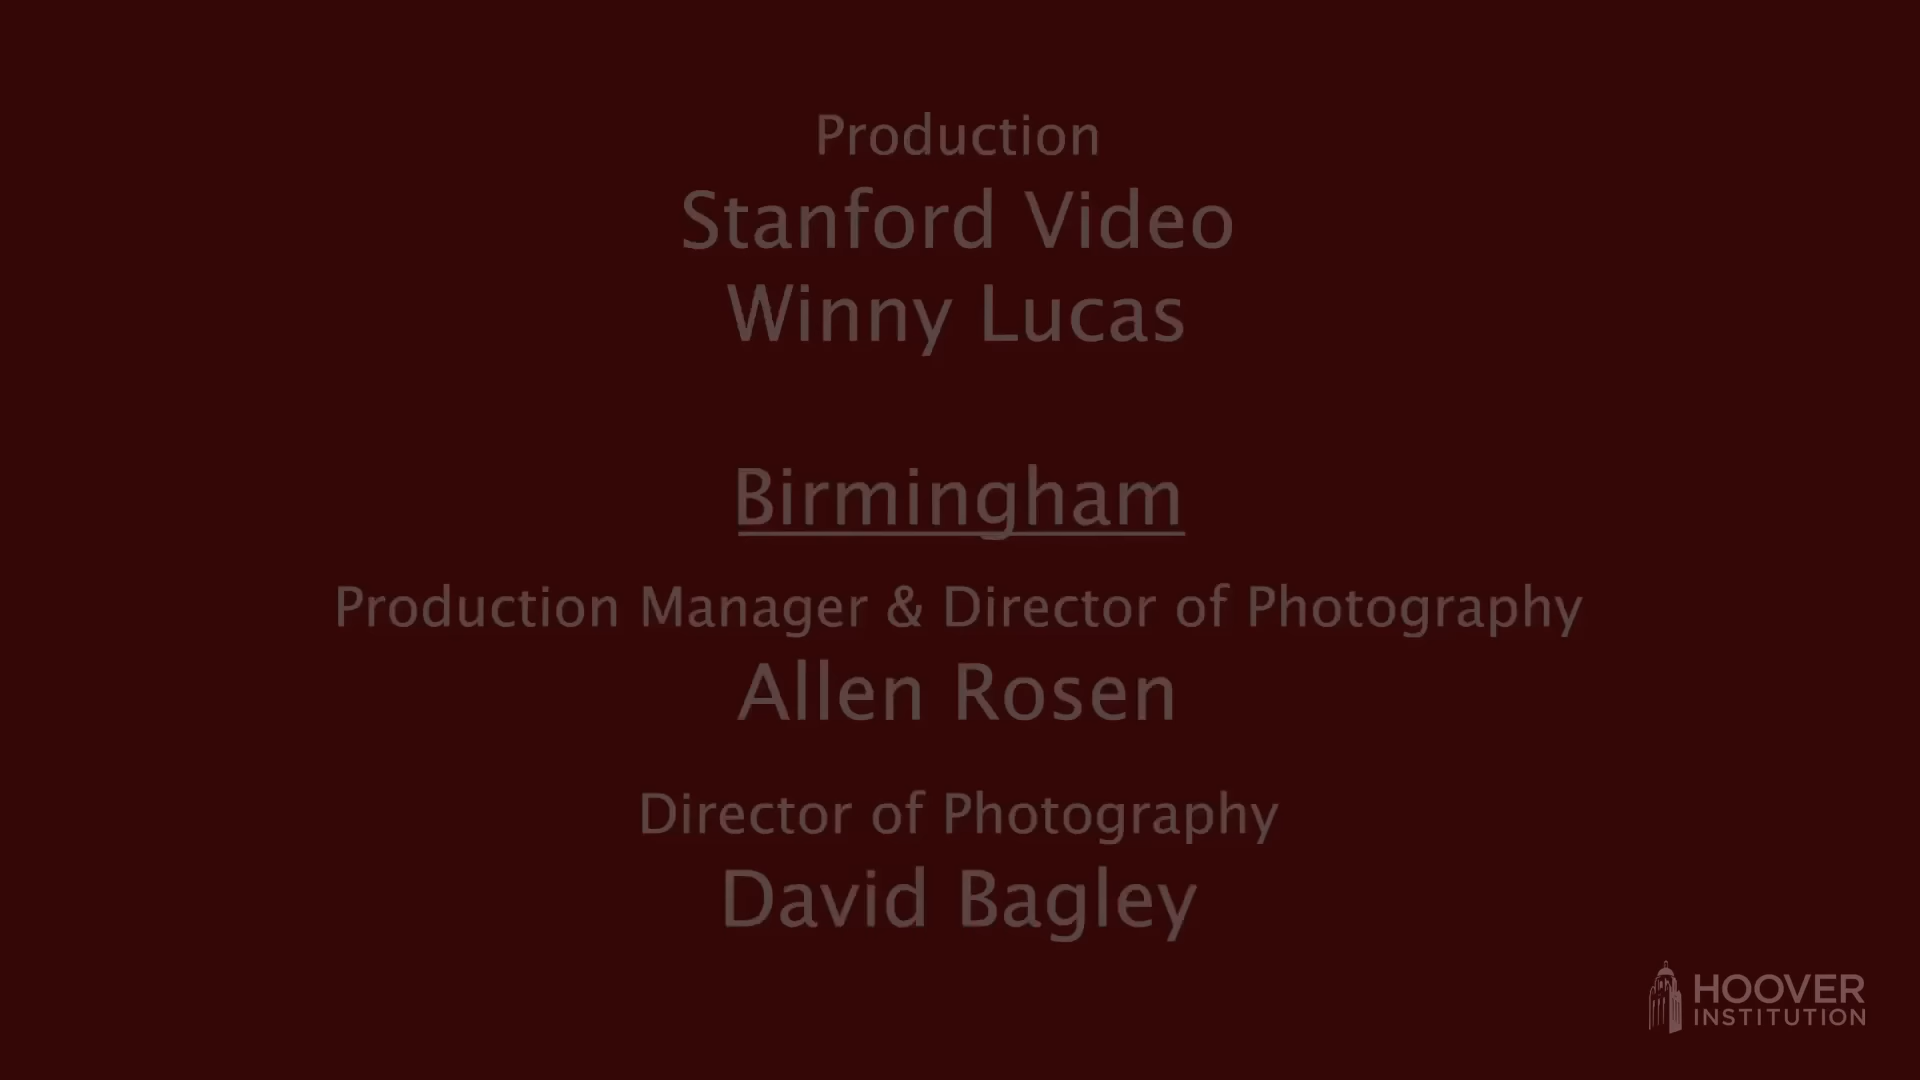 Production
Stanford Video
Winny Lucas
Birmingham
Production Manager & Director of Photography
Allen Rosen
Director of Photography
David Bagley
HOOVER
INSTITUTION